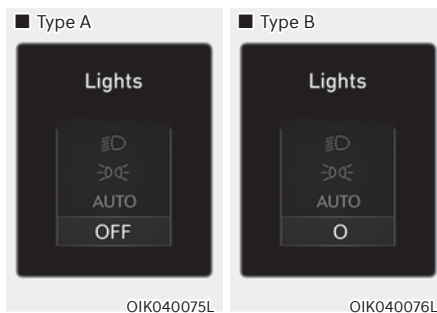 ■ Type A
Lights
AUTO
OFF
OIK040075L
■ Type B
Lights
AUTO
O
OIK040076L